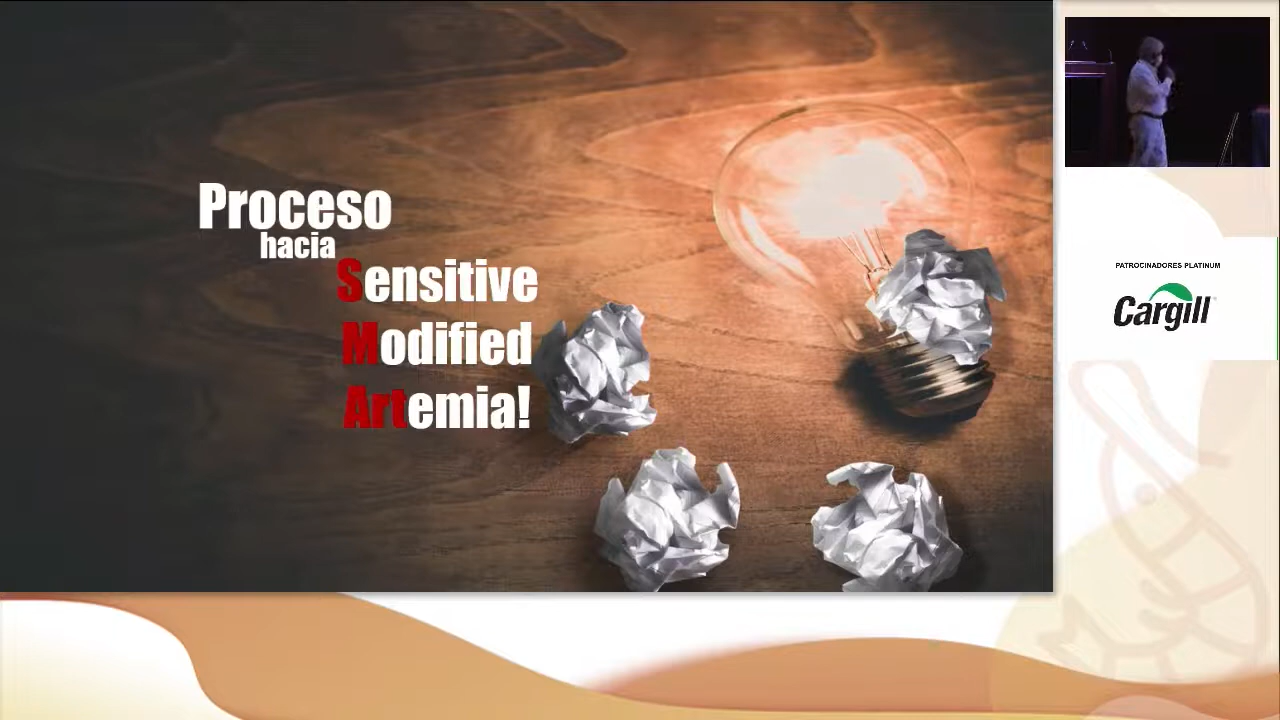 Proceso
hacia
Sensitive
Modified
Artemia!
PATROCINADORES PLATINUM
Cargill